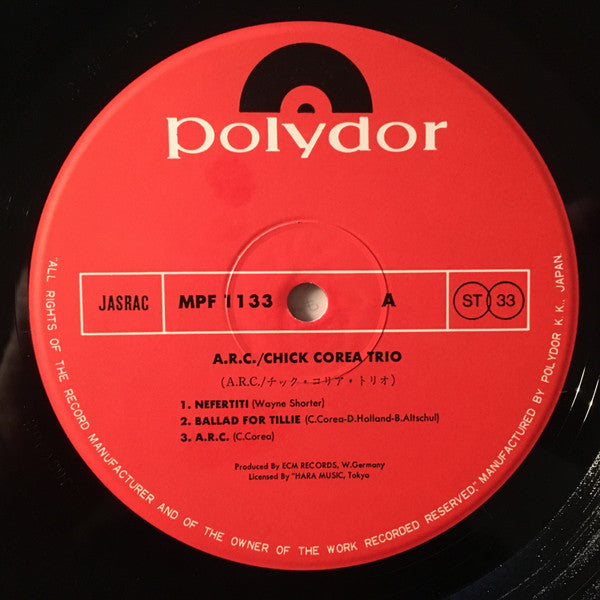 polydor
JASRAC MPF 1133 A ST 33
A.R.C./CHICK COREA TRIO
(A.R.C./チック・コリア・トリオ)
1. NEFERTITI (Wayne Shorter)
2. BALLAD FOR TILLIE (C.Corea-D.Holland-B.Altschul)
3. A.R.C. (C.Corea)
Produced By ECM RECORDS, W.Germany
Licensed By "HARA MUSIC, Tokyo
"ALL RIGHTS OF THE RECORD MANUFACTURER AND OF THE OWNER OF THE WORK RECORDED RESERVED." MANUFACTURED BY POLYDOR K.K., JAPAN